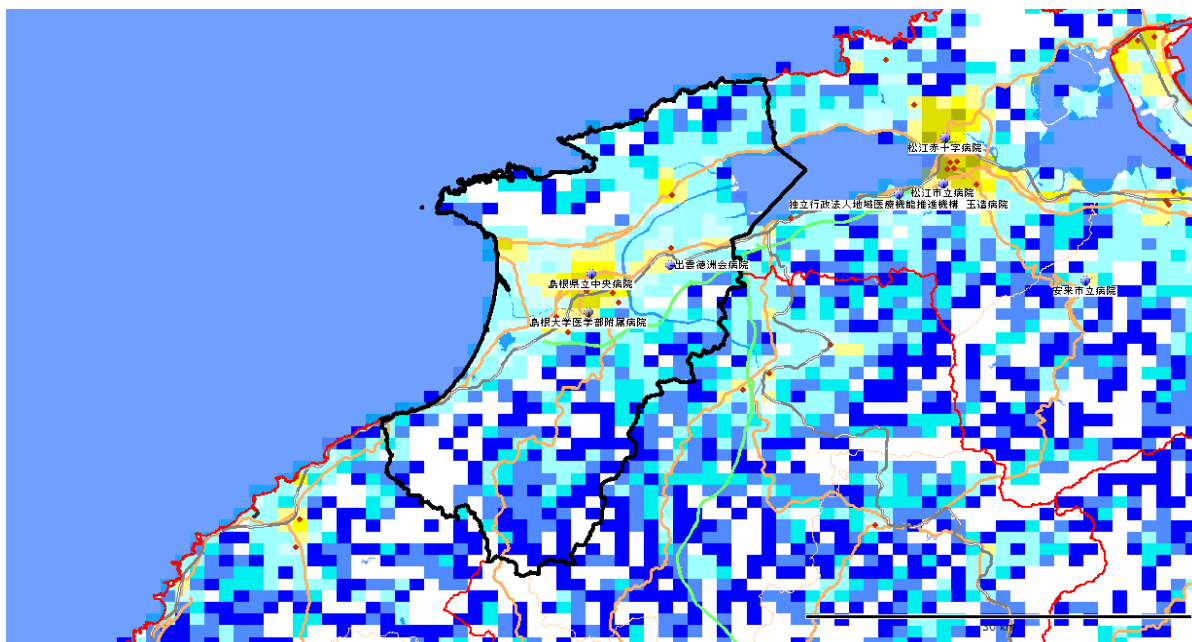 松江赤十字病院
松江市立病院
独立行政法人地域医療機能推進機構 玉造病院
出雲徳洲会病院
島根県立中央病院
安来市立病院
島根大学医学部附属病院
30 km